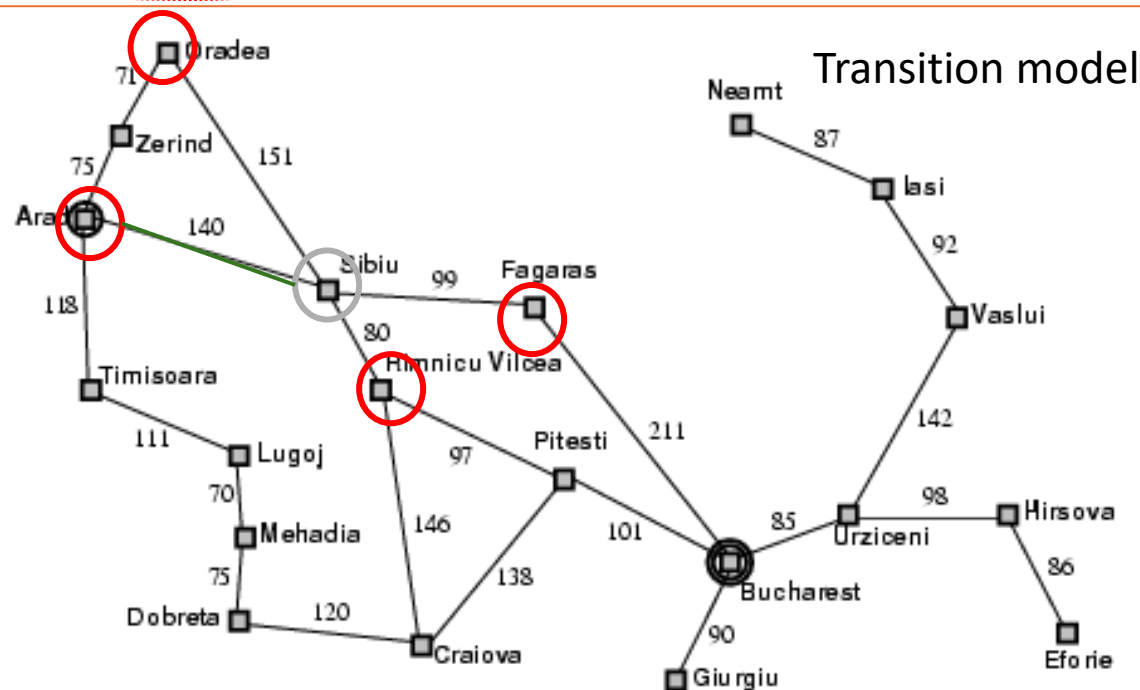 Oradea
Transition model
71
Neamt
Zerind
87
75
151
Iasi
Arad
140
92
Sibiu
99
Fagaras
118
80
Vaslui
Rimnicu Vilcea
Timisoara
142
211
111
Lugoj
97
Pitesti
70
98
Hirsova
146
101
85
Mehadia
Urziceni
138
86
75
Bucharest
Dobreta
120
90
Craiova
Eforie
Giurgiu